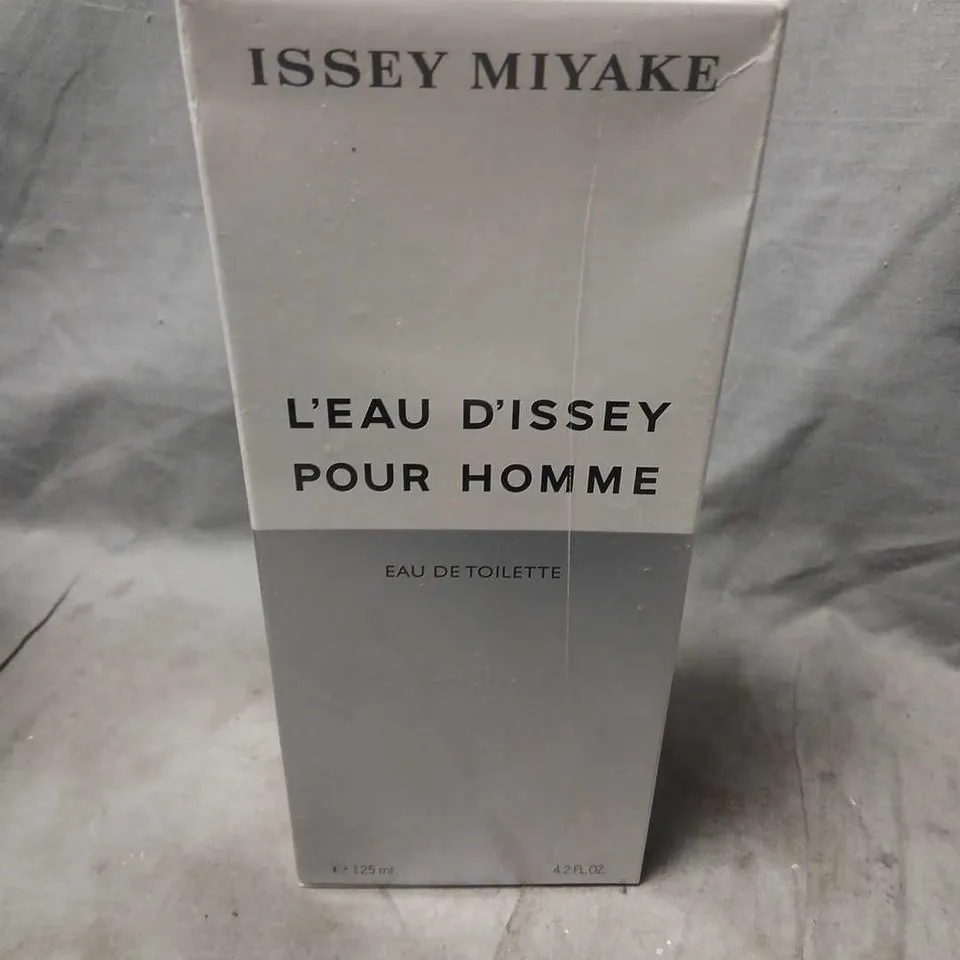 ISSEY MIYAKE
L'EAU D'ISSEY
POUR HOMME
EAU DE TOILETTE
℮ 125 ml 4.2 FL.OZ.